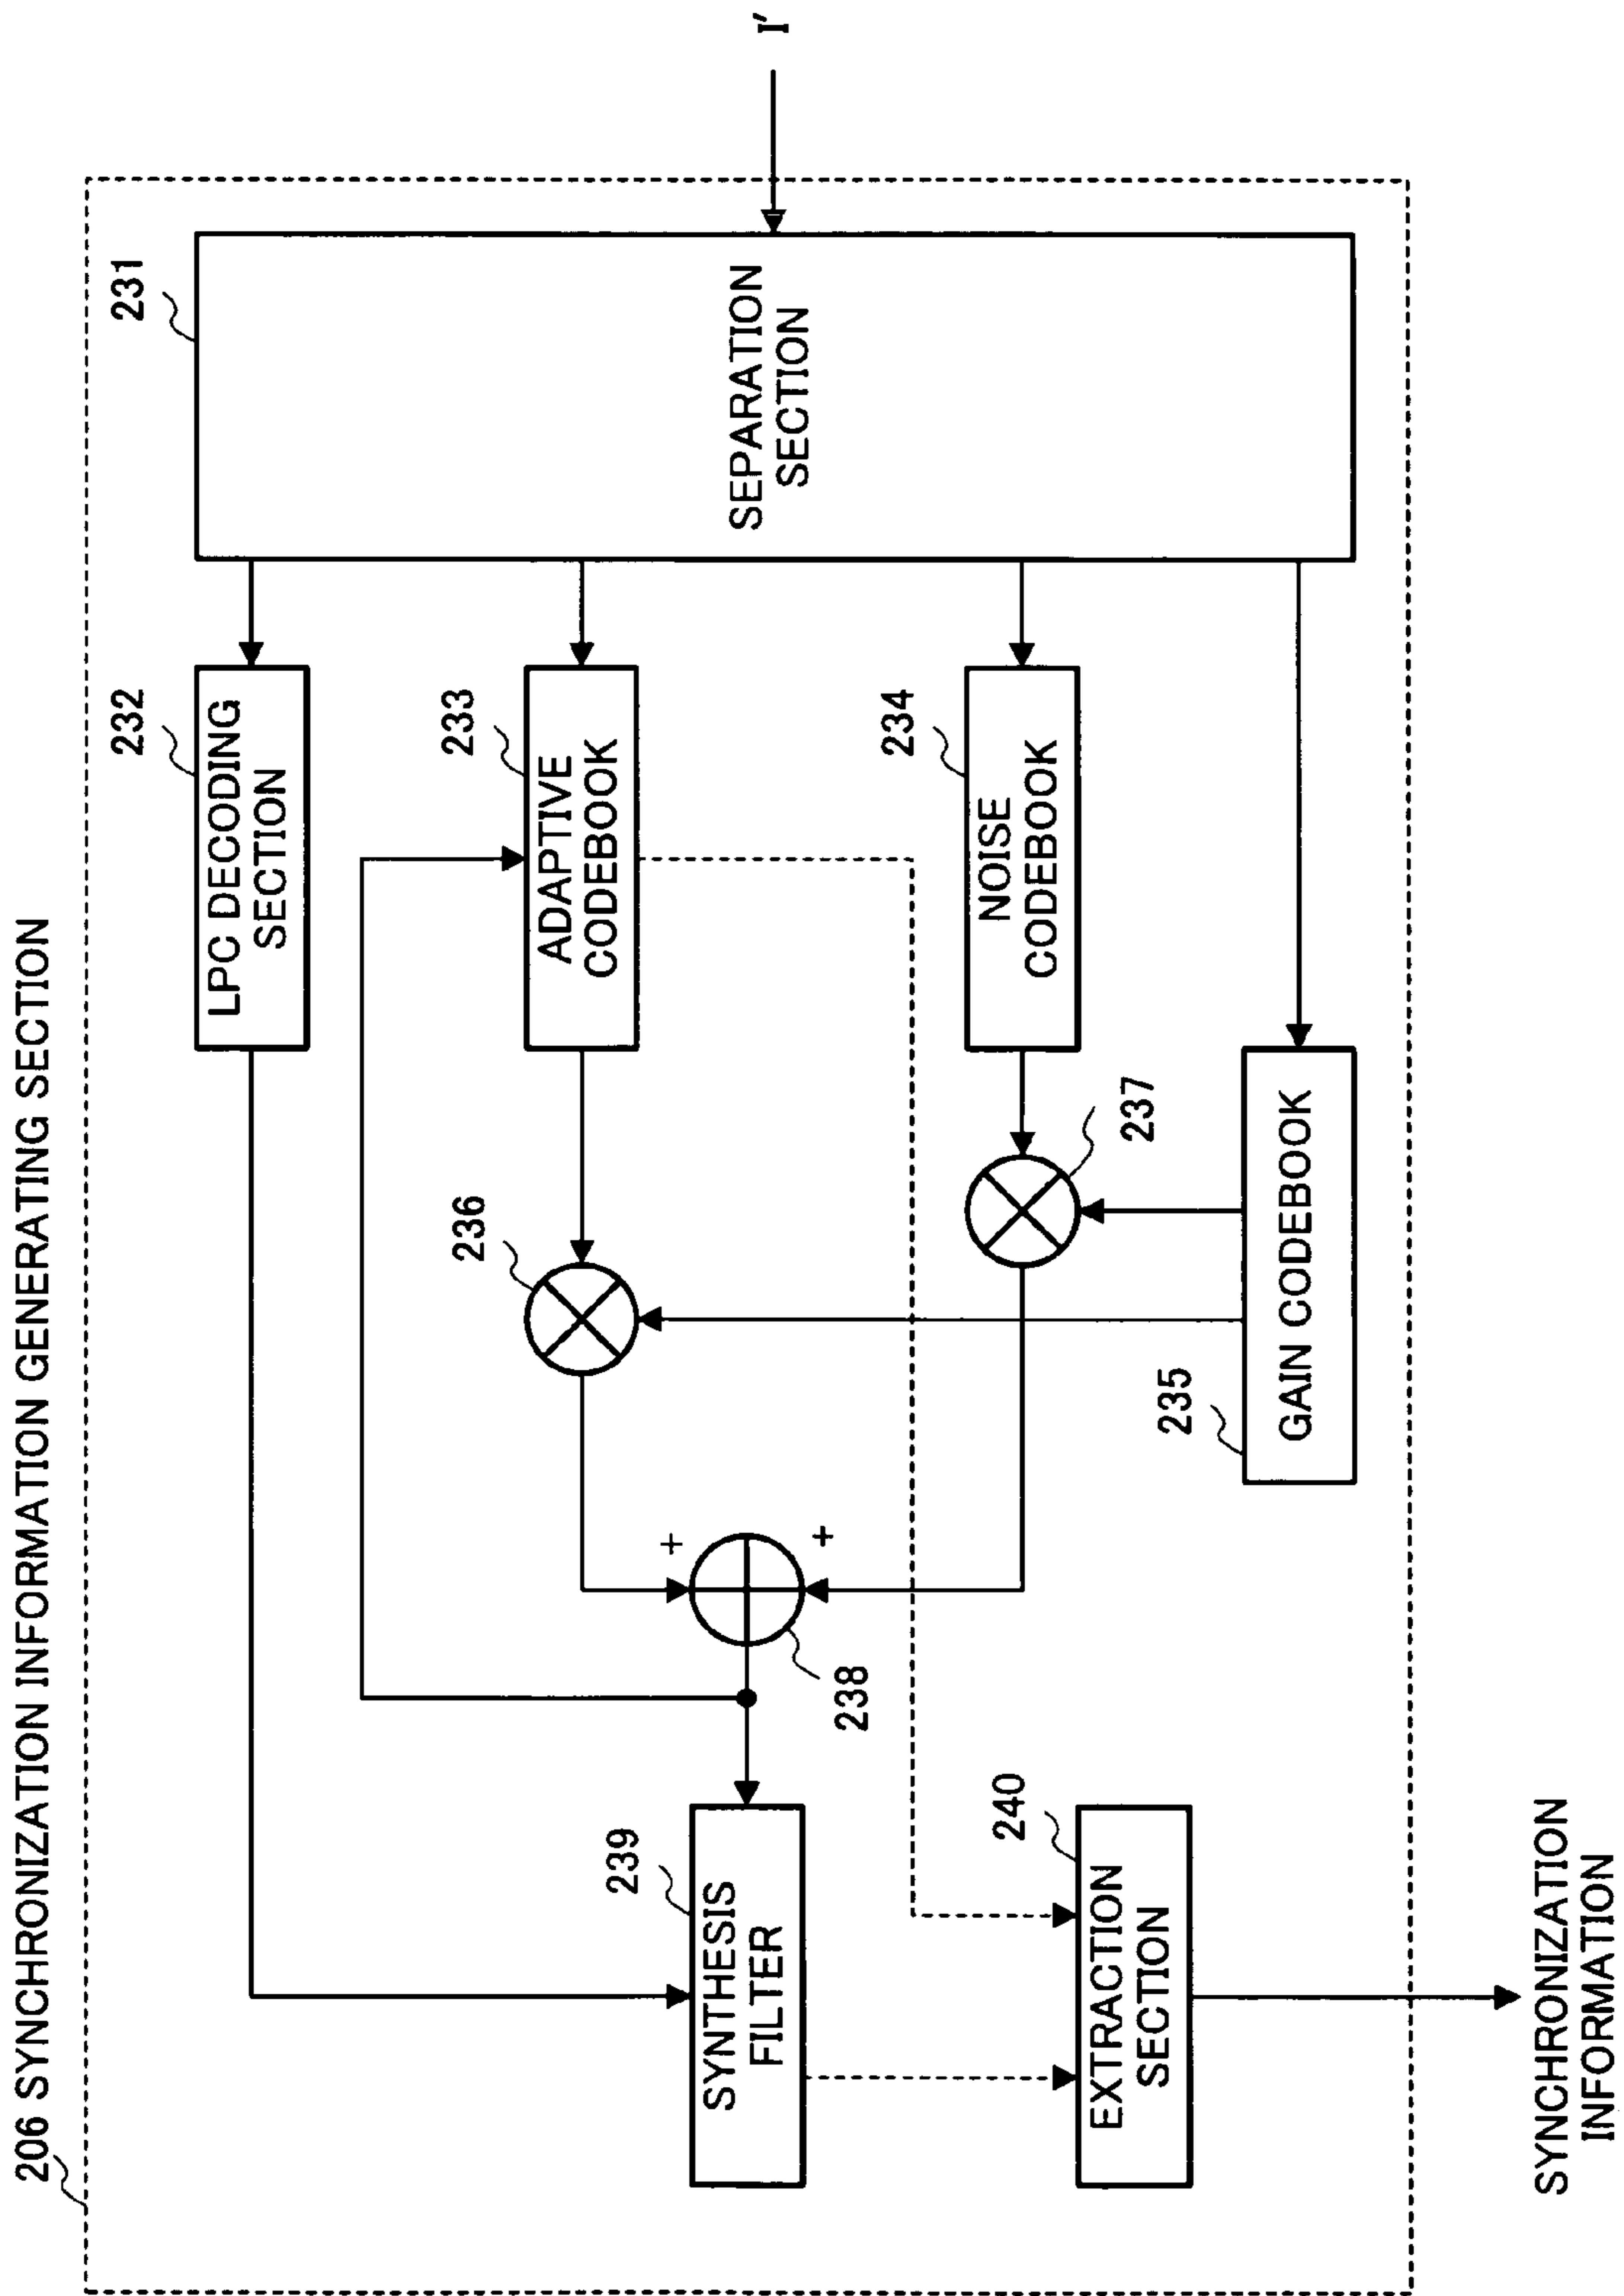 206 SYNCHRONIZATION INFORMATION GENERATING SECTION
I'
231
SEPARATION
SECTION
232
LPC DECODING
SECTION
233
ADAPTIVE
CODEBOOK
234
NOISE
CODEBOOK
235
GAIN CODEBOOK
236
237
+
+
238
239
SYNTHESIS
FILTER
240
EXTRACTION
SECTION
SYNCHRONIZATION
INFORMATION